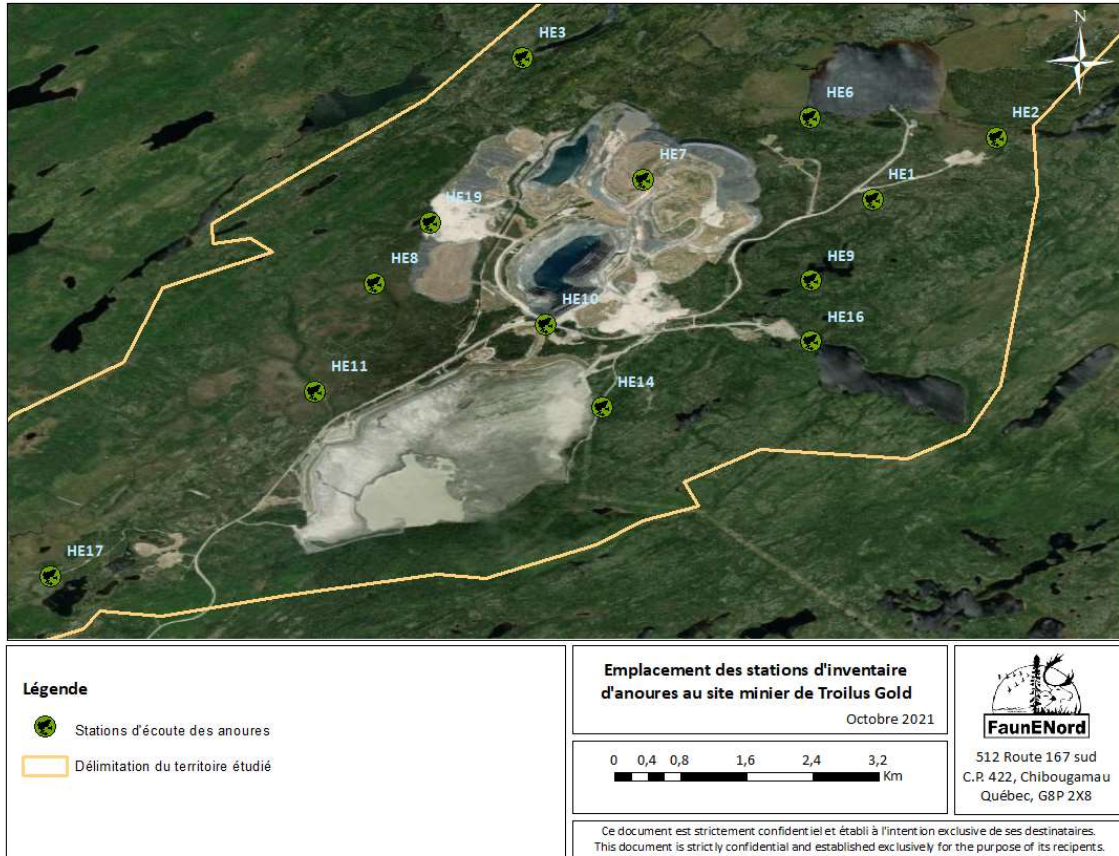 HE3
N
HE6
HE2
HE7
HE1
HE19
HE8
HE9
HE10
HE16
HE11
HE14
HE17
Légende
Stations d'écoute des anoures
Délimitation du territoire étudié
Emplacement des stations d'inventaire
d'anoures au site minier de Troilus Gold
Octobre 2021
0 0,4 0,8 1,6 2,4 3,2
Km
FaunENord
512 Route 167 sud
C.P. 422, Chibougamau
Québec, G8P 2X8
Ce document est strictement confidentiel et établi à l'intention exclusive de ses destinataires.
This document is strictly confidential and established exclusively for the purpose of its recipents.